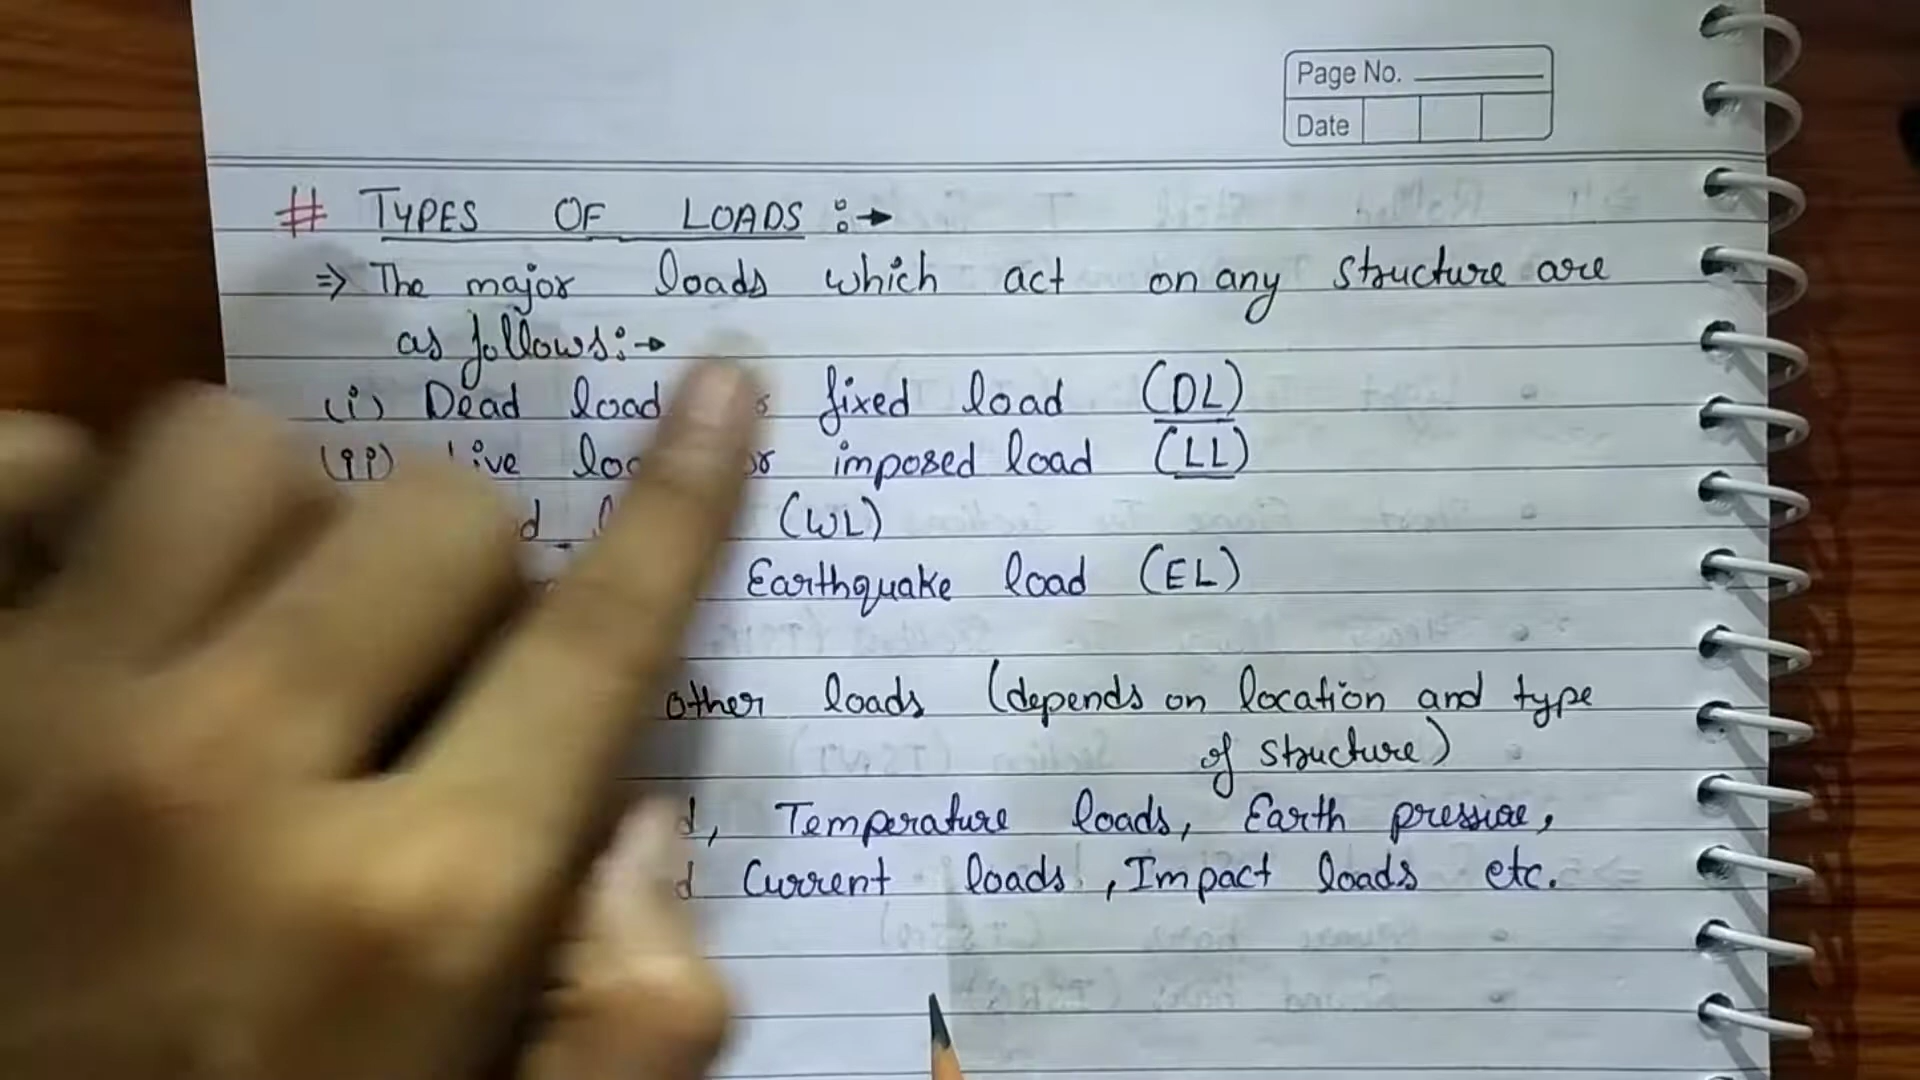 Page No.
Date
# TYPES OF LOADS :→
⇒ The major loads which act on any structure are
as follows:→
(i) Dead load fixed load (DL)
(ii) Live or imposed load (LL)
(WL)
Earthquake load (EL)
other loads (depends on location and type
of structure)
, Temperature loads, Earth pressure,
Current loads, Impact loads etc.